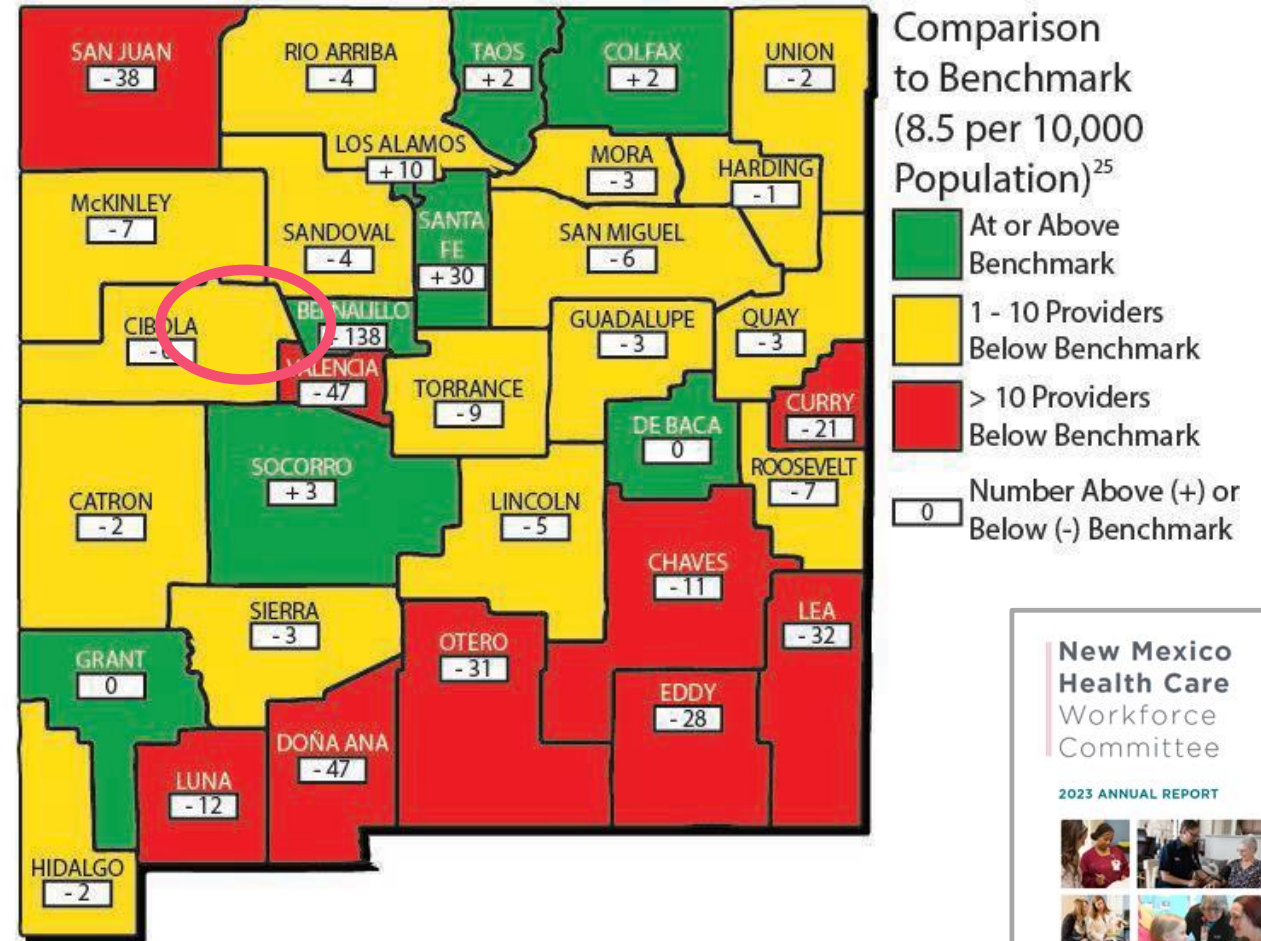 SAN JUAN
- 38
RIO ARRIBA
- 4
TAOS
+ 2
COLFAX
+ 2
UNION
- 2
LOS ALAMOS
+ 10
MORA
- 3
HARDING
- 1
McKINLEY
- 7
SANDOVAL
- 4
SANTA
FE
+ 30
SAN MIGUEL
- 6
CIBOLA
BERNALILLO
138
VALENCIA
- 47
TORRANCE
- 9
GUADALUPE
- 3
QUAY
- 3
CURRY
- 21
DE BACA
0
ROOSEVELT
- 7
SOCORRO
+ 3
CATRON
- 2
LINCOLN
- 5
CHAVES
- 11
LEA
- 32
SIERRA
- 3
OTERO
- 31
GRANT
0
EDDY
- 28
DOÑA ANA
- 47
LUNA
- 12
HIDALGO
- 2
Comparison
to Benchmark
(8.5 per 10,000
Population)25
At or Above
Benchmark
1 - 10 Providers
Below Benchmark
> 10 Providers
Below Benchmark
0
Number Above (+) or
Below (-) Benchmark
New Mexico
Health Care
Workforce
Committee
2023 ANNUAL REPORT